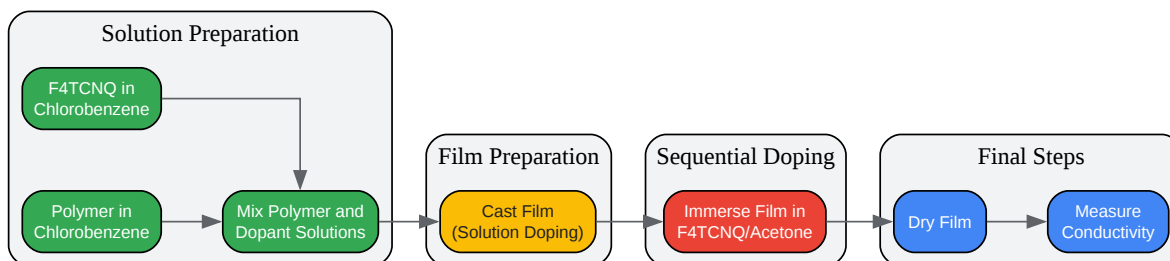 Solution Preparation
F4TCNQ in
Chlorobenzene
Polymer in
Chlorobenzene
Mix Polymer and
Dopant Solutions
Film Preparation
Cast Film
(Solution Doping)
Sequential Doping
Immerse Film in
F4TCNQ/Acetone
Final Steps
Dry Film
Measure
Conductivity